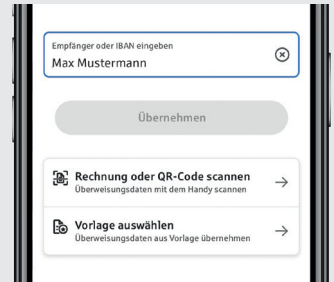 Empfänger oder IBAN eingeben
Max Mustermann
Übernehmen
Rechnung oder QR-Code scannen
Überweisungsdaten mit dem Handy scannen
Vorlage auswählen
Überweisungsdaten aus Vorlage übernehmen